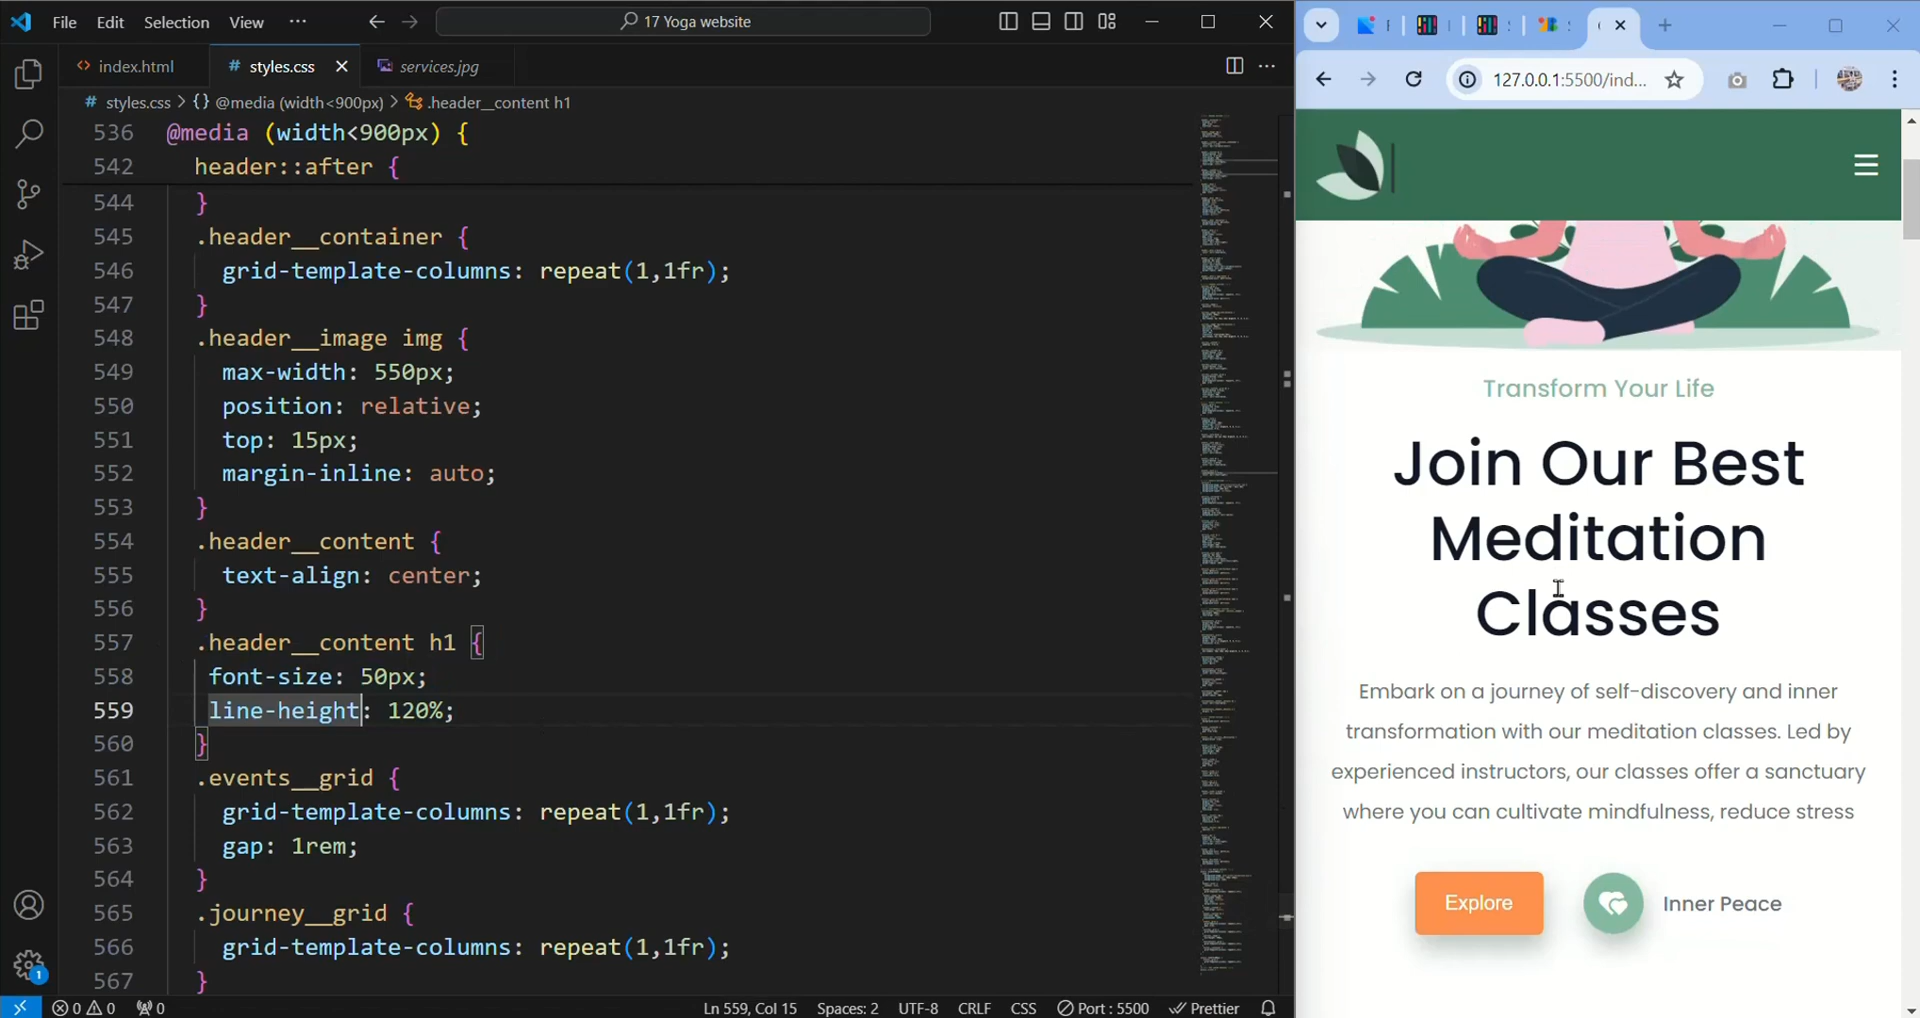 File Edit Selection View ··· 17 Yoga website
index.html # styles.css services.jpg
# styles.css > {} @media (width<900px) > .header__content h1
536 @media (width<900px) {
542 header::after {
544 }
545 .header__container {
546 grid-template-columns: repeat(1,1fr);
547 }
548 .header__image img {
549 max-width: 550px;
550 position: relative;
551 top: 15px;
552 margin-inline: auto;
553 }
554 .header__content {
555 text-align: center;
556 }
557 .header__content h1 {
558 font-size: 50px;
559 line-height: 120%;
560 }
561 .events__grid {
562 grid-template-columns: repeat(1,1fr);
563 gap: 1rem;
564 }
565 .journey__grid {
566 grid-template-columns: repeat(1,1fr);
567 }
1
0 0 0 Ln 559, Col 15 Spaces: 2 UTF-8 CRLF CSS Port : 5500 Prettier
127.0.0.1:5500/ind...
Transform Your Life
Join Our Best
Meditation
Classes
Embark on a journey of self-discovery and inner
transformation with our meditation classes. Led by
experienced instructors, our classes offer a sanctuary
where you can cultivate mindfulness, reduce stress
Explore Inner Peace